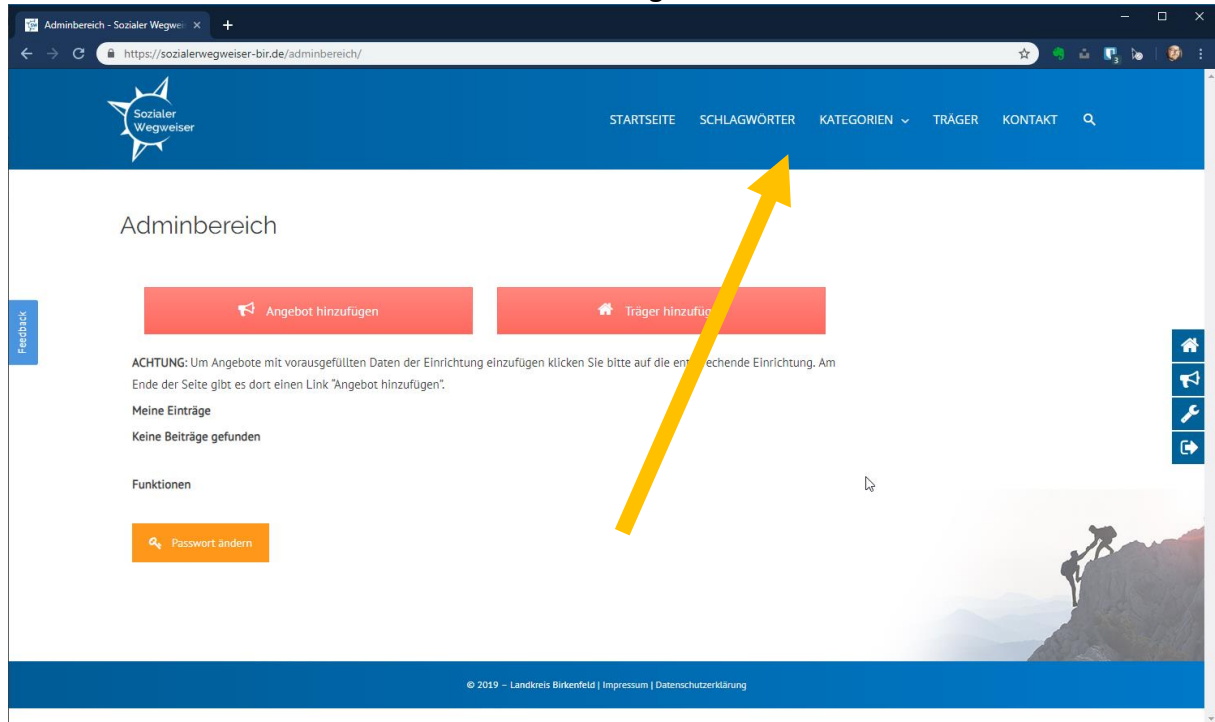 Adminbereich - Sozialer Wegwei
https://sozialerwegweiser-bir.de/adminbereich/
3
Sozialer
Wegweiser
STARTSEITE SCHLAGWÖRTER KATEGORIEN TRÄGER KONTAKT
Adminbereich
Angebot hinzufügen
Träger hinzufüg
Feedback
ACHTUNG: Um Angebote mit vorausgefüllten Daten der Einrichtung einzufügen klicken Sie bitte auf die ent echende Einrichtung. Am
Ende der Seite gibt es dort einen Link "Angebot hinzufügen".
Meine Einträge
Keine Beiträge gefunden
Funktionen
Passwort ändern
© 2019 – Landkreis Birkenfeld | Impressum | Datenschutzerklärung